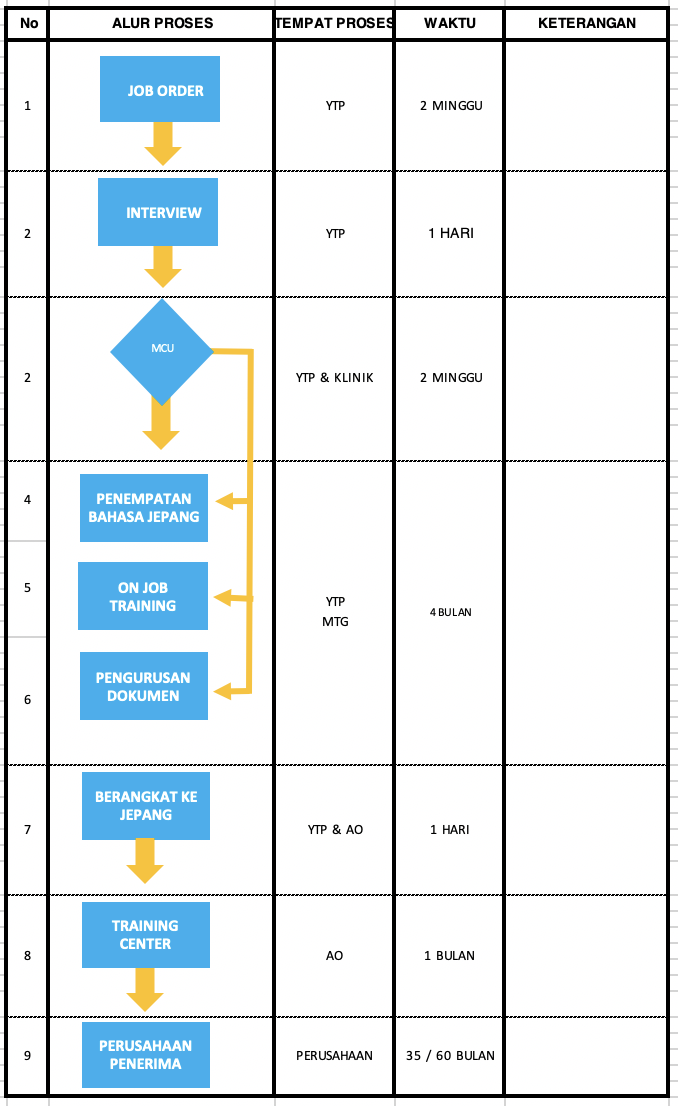 No ALUR PROSES TEMPAT PROSES WAKTU KETERANGAN
1 JOB ORDER YTP 2 MINGGU
2 INTERVIEW YTP 1 HARI
MCU
2 YTP & KLINIK 2 MINGGU
4 PENEMPATAN
BAHASA JEPANG
5 ON JOB
TRAINING
YTP
MTG
4 BULAN
6 PENGURUSAN
DOKUMEN
BERANGKAT KE
JEPANG
7 YTP & AO 1 HARI
TRAINING
CENTER
8 AO 1 BULAN
PERUSAHAAN
PENERIMA
9 PERUSAHAAN 35 / 60 BULAN